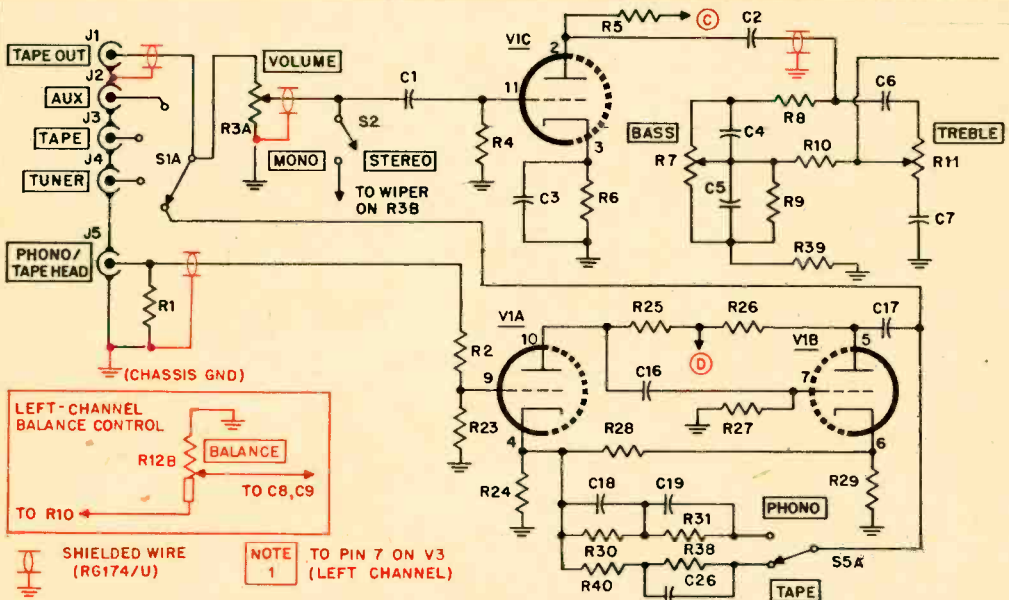 J1
TAPE OUT
J2
AUX
J3
TAPE
J4
TUNER
J5
PHONO/
TAPE HEAD
R1
(CHASSIS GND)
S1A
VOLUME
R3A
C1
S2
MONO
STEREO
TO WIPER
ON R3B
R4
V1C
2
11
3
R5
C
C2
C3
R6
BASS
R7
C4
C5
R8
R9
R10
R39
C6
TREBLE
R11
C7
R2
R23
V1A
10
9
4
R24
R25
R26
D
C16
R27
R28
V1B
5
7
6
C17
R29
C18
C19
R30
R31
R40
R38
C26
PHONO
S5A
TAPE
LEFT-CHANNEL
BALANCE CONTROL
R12B
BALANCE
TO C8,C9
TO R10
SHIELDED WIRE
(RG174/U)
NOTE
1
TO PIN 7 ON V3
(LEFT CHANNEL)